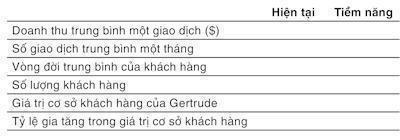 Hiện tại Tiềm năng
Doanh thu trung bình một giao dịch ($)
Số giao dịch trung bình một tháng
Vòng đời trung bình của khách hàng
Số lượng khách hàng
Giá trị cơ sở khách hàng của Gertrude
Tỷ lệ gia tăng trong giá trị cơ sở khách hàng